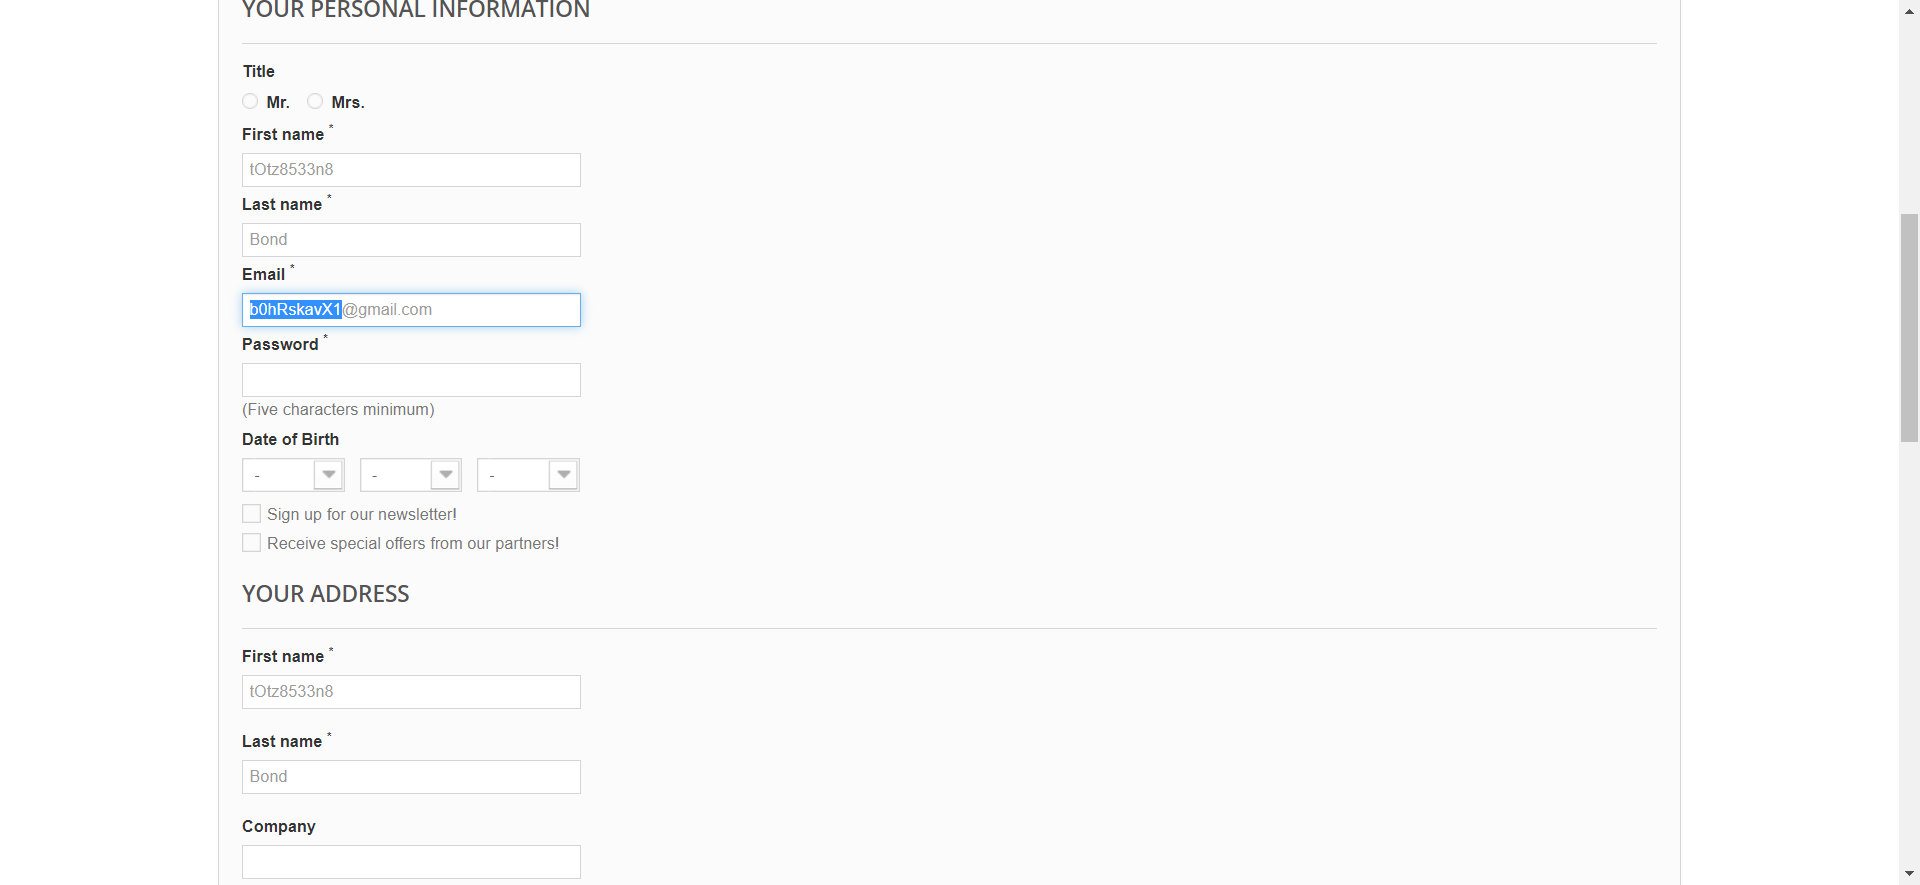 YOUR PERSONAL INFORMATION
Title
Mr. Mrs.
First name *
tOtz8533n8
Last name *
Bond
Email *
b0hRskavX1@gmail.com
Password *
(Five characters minimum)
Date of Birth
- - -
Sign up for our newsletter!
Receive special offers from our partners!
YOUR ADDRESS
First name *
tOtz8533n8
Last name *
Bond
Company